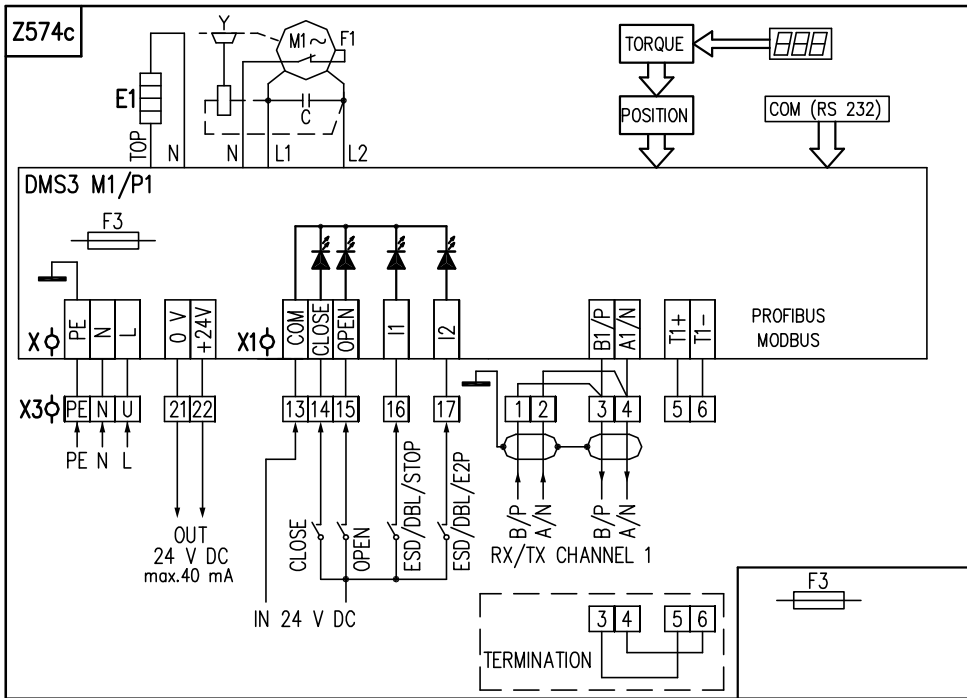 Z574c
Y
M1 ~
F1
E1
C
TOP
N
N
L1
L2
TORQUE
POSITION
COM (RS 232)
DMS3 M1/P1
F3
X
PE
N
L
0 V
+24V
X1
COM
CLOSE
OPEN
I1
I2
B1/P
A1/N
T1+
T1-
PROFIBUS
MODBUS
X3
PE
N
U
21
22
13
14
15
16
17
1
2
3
4
5
6
PE N L
OUT
24 V DC
max.40 mA
CLOSE
OPEN
ESD/DBL/STOP
ESD/DBL/E2P
B/P
A/N
B/P
A/N
RX/TX CHANNEL 1
IN 24 V DC
TERMINATION
3
4
5
6
F3